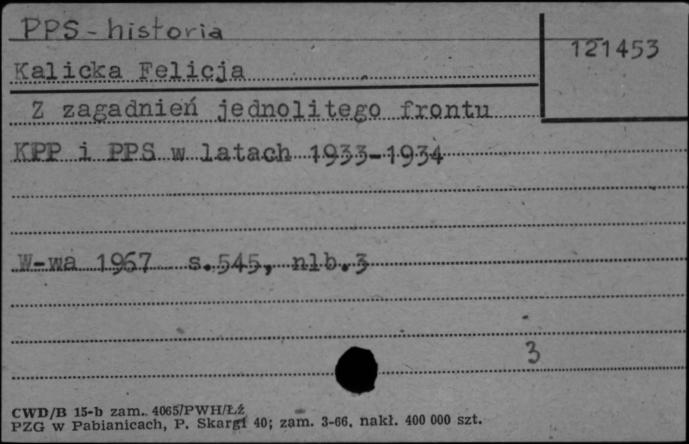 PPS - historia
121453
Kalicka Felicja
Z zagadnień jednolitego frontu
KPP i PPS w latach 1933-1934
W-wa 1967 s.545, nlb.3
3
CWD/B 15-b zam. 4065/PWH/Łź
PZG w Pabianicach, P. Skargi 40; zam. 3-66. nakł. 400 000 szt.